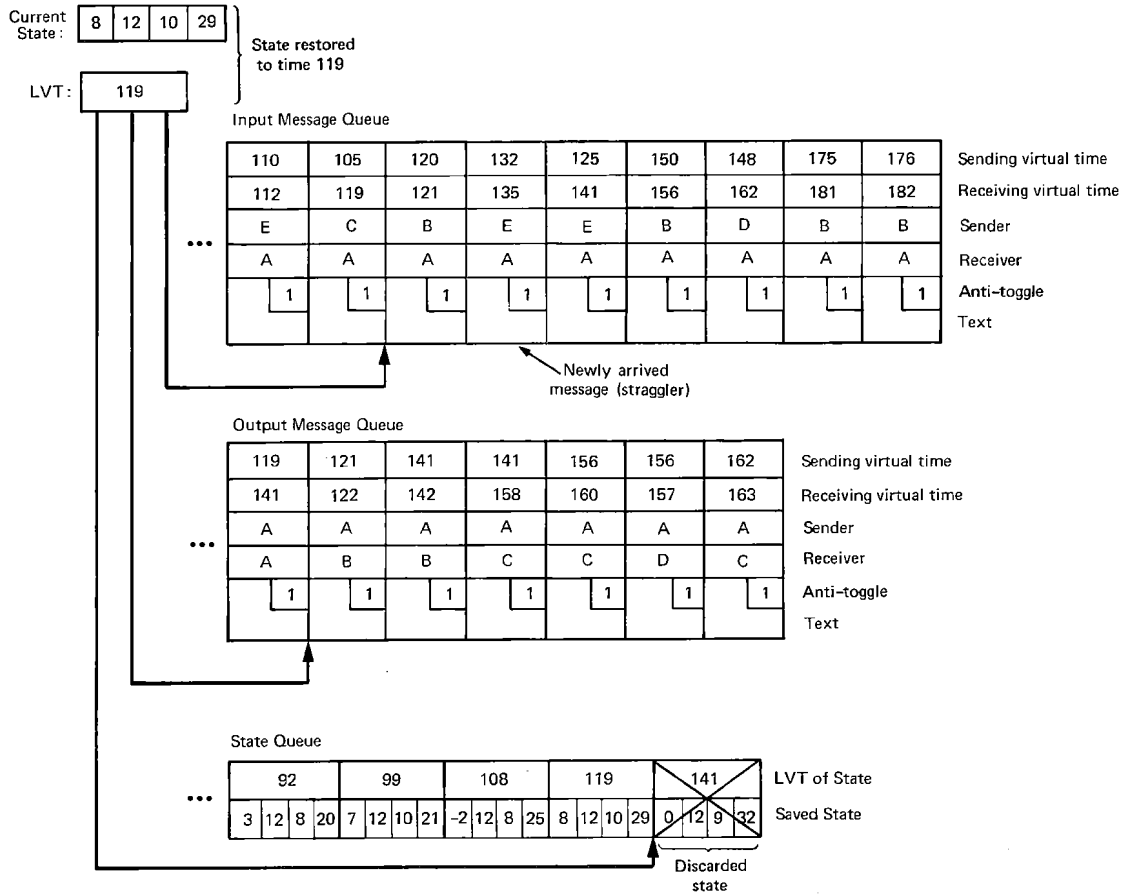 Current
State:
8 12 10 29
State restored
to time 119
LVT:
119
Input Message Queue
110 105 120 132 125 150 148 175 176 Sending virtual time
112 119 121 135 141 156 162 181 182 Receiving virtual time
... E C B E E B D B B Sender
A A A A A A A A A Receiver
1 1 1 1 1 1 1 1 1 Anti-toggle
Text
Newly arrived
message (straggler)
Output Message Queue
119 121 141 141 156 156 162 Sending virtual time
141 122 142 158 160 157 163 Receiving virtual time
... A A A A A A A Sender
A B B C C D C Receiver
1 1 1 1 1 1 1 Anti-toggle
Text
State Queue
... 92 99 108 119 141 LVT of State
3 12 8 20 7 12 10 21 -2 12 8 25 8 12 10 29 0 12 9 32 Saved State
Discarded
state